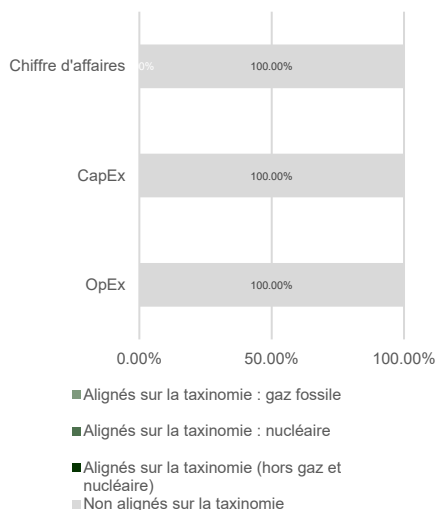 Chiffre d'affaires 0% 100.00%
CapEx 100.00%
OpEx 100.00%
0.00% 50.00% 100.00%
Alignés sur la taxinomie : gaz fossile
Alignés sur la taxinomie : nucléaire
Alignés sur la taxinomie (hors gaz et
nucléaire)
Non alignés sur la taxinomie